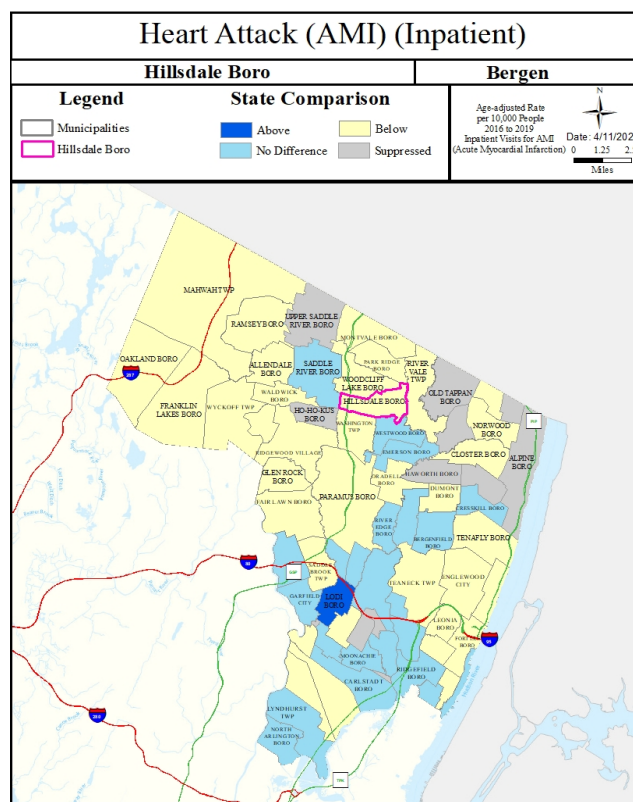 Heart Attack (AMI) (Inpatient)
Hillsdale Boro
Bergen
Legend
Municipalities
Hillsdale Boro
State Comparison
Above
Below
No Difference
Suppressed
Age-adjusted Rate
per 10,000 People
2016 to 2019
Inpatient Visits for AMI
(Acute Myocardial Infarction)
N
Date: 4/11/202
0 1.25 2.
Miles
MAHWAH TWP
UPPER SADDLE
RIVER BORO
RAMSEY BORO
MONTVALE BORO
PARK RIDGE
BORO
RIVER
VALE
TWP
OAKLAND BORO
ALLENDALE
BORO
SADDLE
RIVER BORO
WOODCLIFF
LAKE BORO
OLD TAPPAN
BORO
287
FRANKLIN
LAKES BORO
WYCKOFF TWP
WALDWICK
BORO
HILLSDALE BORO
HO-HO-KUS
BORO
WASHINGTON
TWP
WESTWOOD BORO
NORWOOD
BORO
EMERSON BORO
CLOSTER BORO
ALPINE
BORO
RIDGEWOOD VILLAGE
GLEN ROCK
BORO
ORADELL
BORO
HAWORTH BORO
DUMONT
BORO
FAIR LAWN BORO
PARAMUS BORO
CRESSKILL BORO
RIVER
EDGE
BORO
BERGENFIELD
BORO
TENAFLY BORO
SADDLE
BROOK
TWP
TEANECK TWP
ENGLEWOOD
CITY
GARFIELD
CITY
LODI
BORO
LEONIA
BORO
95
MOONACHIE
BORO
RIDGEFIELD
BORO
CARLSTADT
BORO
LYNDHURST
TWP
NORTH
ARLINGTON
BORO